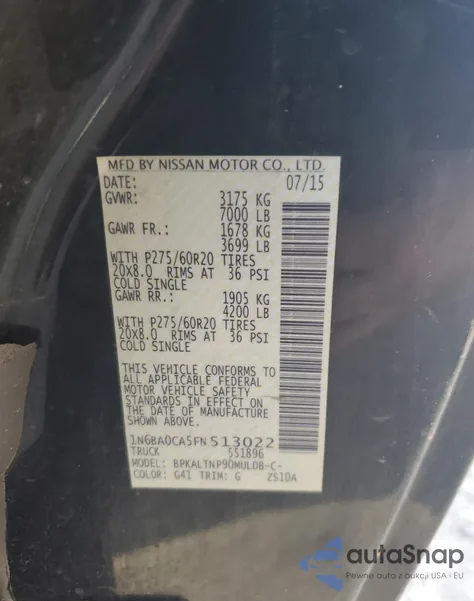 MFD BY NISSAN MOTOR CO., LTD.
DATE: 07/15
GVWR: 3175 KG
7000 LB
GAWR FR.: 1678 KG
3699 LB
WITH P275/60R20 TIRES
20X8.0 RIMS AT 36 PSI
COLD SINGLE
GAWR RR.: 1905 KG
4200 LB
WITH P275/60R20 TIRES
20X8.0 RIMS AT 36 PSI
COLD SINGLE
THIS VEHICLE CONFORMS TO
ALL APPLICABLE FEDERAL
MOTOR VEHICLE SAFETY
STANDARDS IN EFFECT ON
THE DATE OF MANUFACTURE
SHOWN ABOVE.
1N6BA0CA5FN513022
TRUCK 551896
MODEL: BPKALTNP90MULDB-C-
COLOR: G41 TRIM: G ZS10A
autoSnap
Pewne auta z aukcji USA i EU